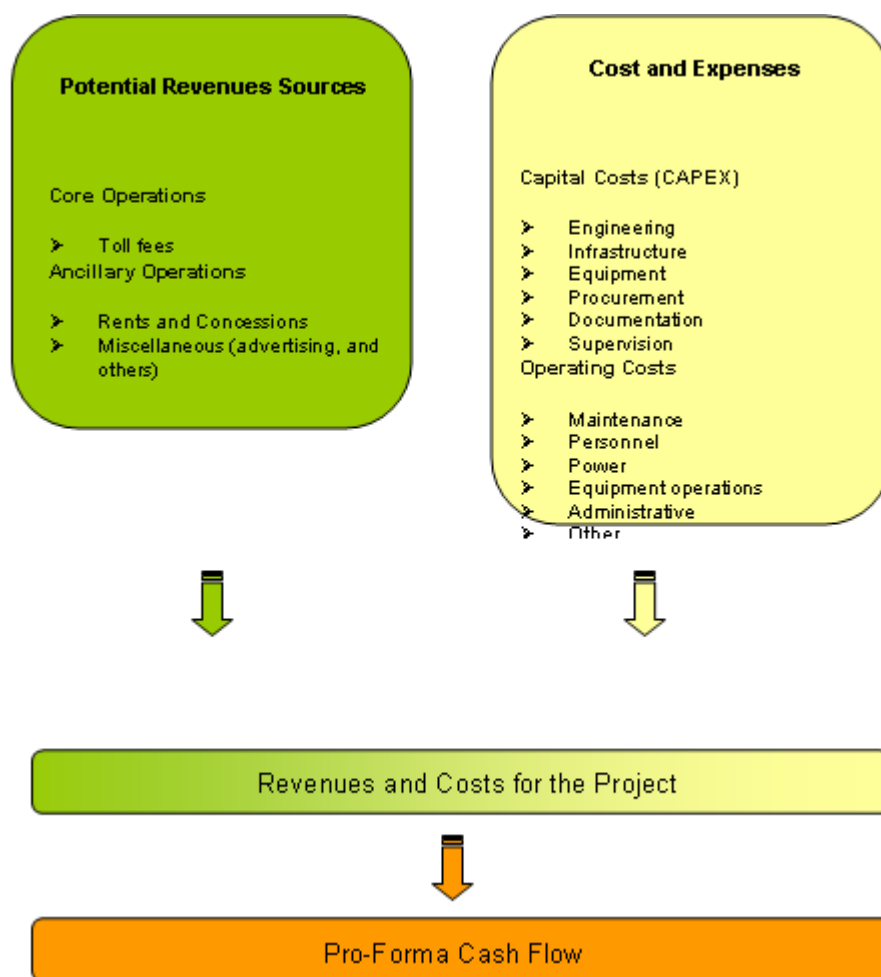 Potential Revenues Sources
Core Operations
➤ Toll fees
Ancillary Operations
➤ Rents and Concessions
➤ Miscellaneous (advertising, and
others)
Cost and Expenses
Capital Costs (CAPEX)
➤ Engineering
➤ Infrastructure
➤ Equipment
➤ Procurement
➤ Documentation
➤ Supervision
Operating Costs
➤ Maintenance
➤ Personnel
➤ Power
➤ Equipment operations
➤ Administrative
➤ Other
Revenues and Costs for the Project
Pro-Forma Cash Flow